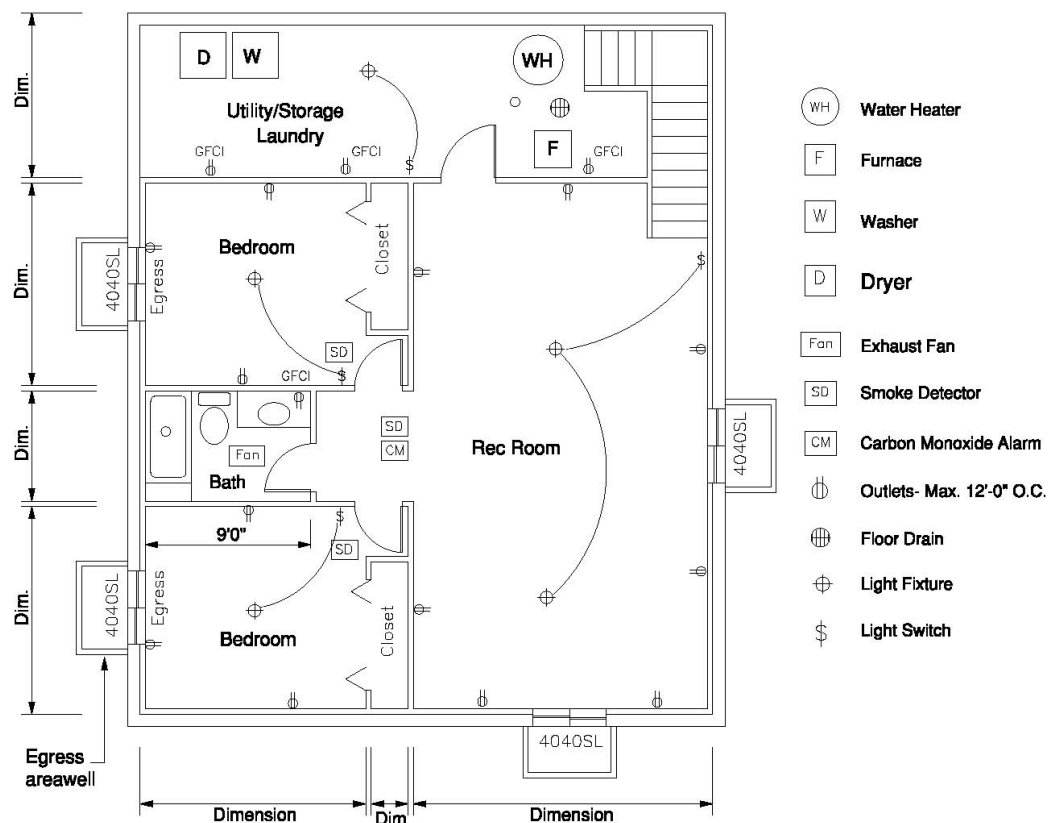 D
W
WH
Utility/Storage
Laundry
F
GFCI
GFCI
GFCI
$
Dim.
Bedroom
Closet
4040SL
Egress
$
SD
GFCI
$
Dim.
SD
CM
Fan
Bath
Rec Room
4040SL
Dim.
9'0"
$
SD
4040SL
Egress
Bedroom
Closet
Dim.
Dim.
4040SL
Egress
areawell
Dimension
Dim
Dimension
WH
Water Heater
F
Furnace
W
Washer
D
Dryer
Fan
Exhaust Fan
SD
Smoke Detector
CM
Carbon Monoxide Alarm
Outlets- Max. 12'-0" O.C.
Floor Drain
Light Fixture
$
Light Switch